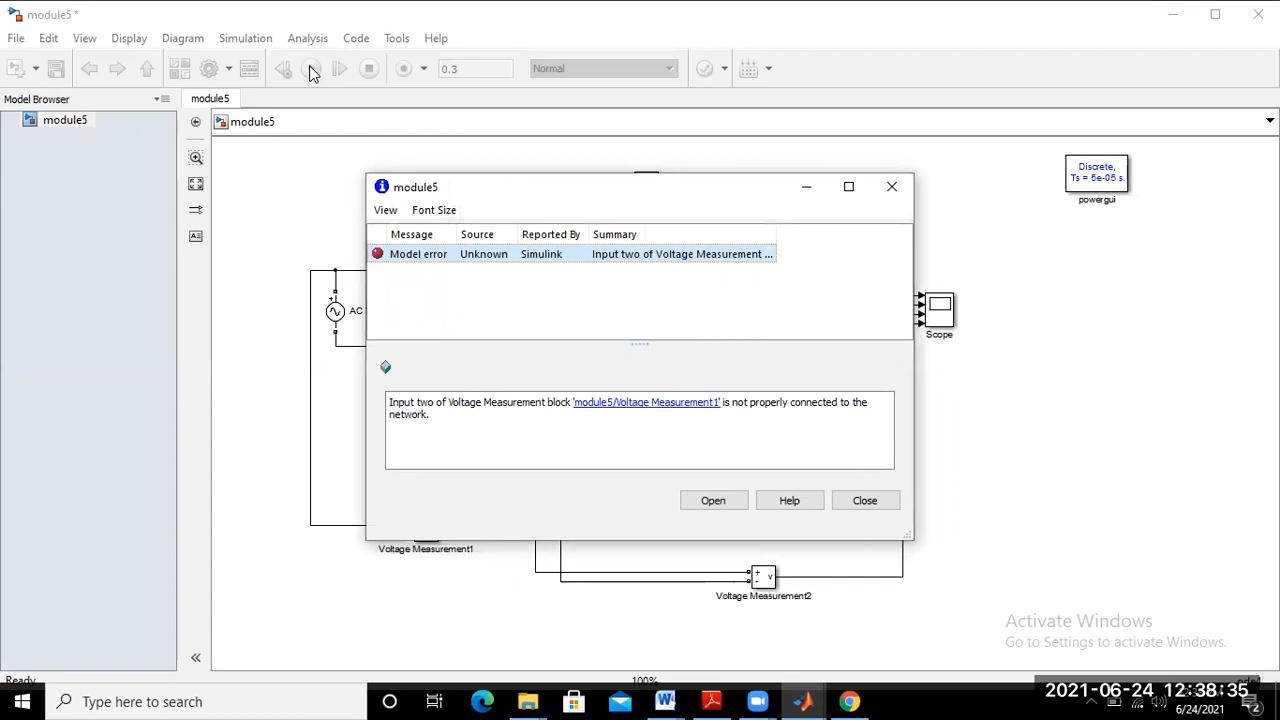 module5 *
File Edit View Display Diagram Simulation Analysis Code Tools Help
0.3 Normal
Model Browser module5
module5 module5
Discrete,
Ts = 5e-05 s.
powergui
module5
View Font Size
Message Source Reported By Summary
Model error Unknown Simulink Input two of Voltage Measurement ...
+
AC
Scope
Input two of Voltage Measurement block 'module5/Voltage Measurement1' is not properly connected to the
network.
Open Help Close
Voltage Measurement1
+
- v
Voltage Measurement2
Activate Windows
Go to Settings to activate Windows.
Ready 100%
Type here to search
2021-06-24 12:38:35
6/24/2021
2